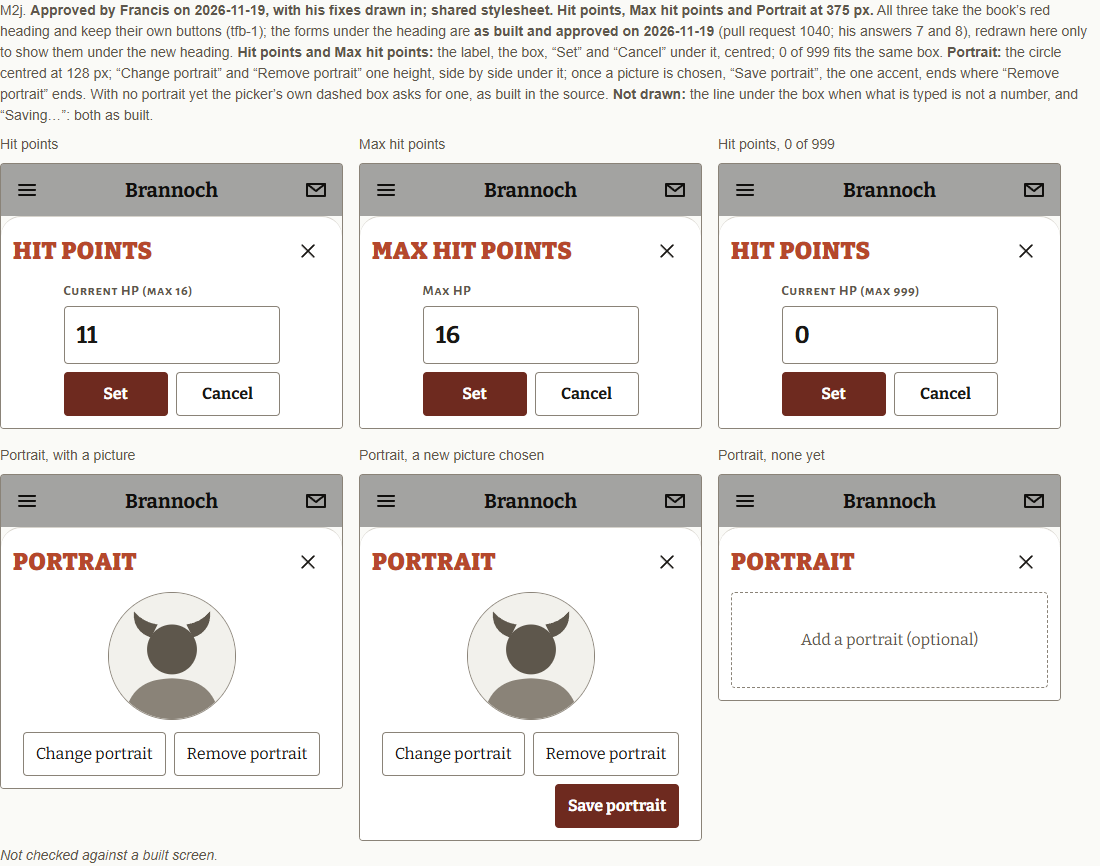 M2j. Approved by Francis on 2026-11-19, with his fixes drawn in; shared stylesheet. Hit points, Max hit points and Portrait at 375 px. All three take the book’s red
heading and keep their own buttons (tfb-1); the forms under the heading are as built and approved on 2026-11-19 (pull request 1040; his answers 7 and 8), redrawn here only
to show them under the new heading. Hit points and Max hit points: the label, the box, “Set” and “Cancel” under it, centred; 0 of 999 fits the same box. Portrait: the circle
centred at 128 px; “Change portrait” and “Remove portrait” one height, side by side under it; once a picture is chosen, “Save portrait”, the one accent, ends where “Remove
portrait” ends. With no portrait yet the picker’s own dashed box asks for one, as built in the source. Not drawn: the line under the box when what is typed is not a number, and
“Saving…”: both as built.
Hit points
Brannoch
HIT POINTS
CURRENT HP (MAX 16)
11
Set
Cancel
Max hit points
Brannoch
MAX HIT POINTS
MAX HP
16
Set
Cancel
Hit points, 0 of 999
Brannoch
HIT POINTS
CURRENT HP (MAX 999)
0
Set
Cancel
Portrait, with a picture
Brannoch
PORTRAIT
Change portrait
Remove portrait
Portrait, a new picture chosen
Brannoch
PORTRAIT
Change portrait
Remove portrait
Save portrait
Portrait, none yet
Brannoch
PORTRAIT
Add a portrait (optional)
Not checked against a built screen.